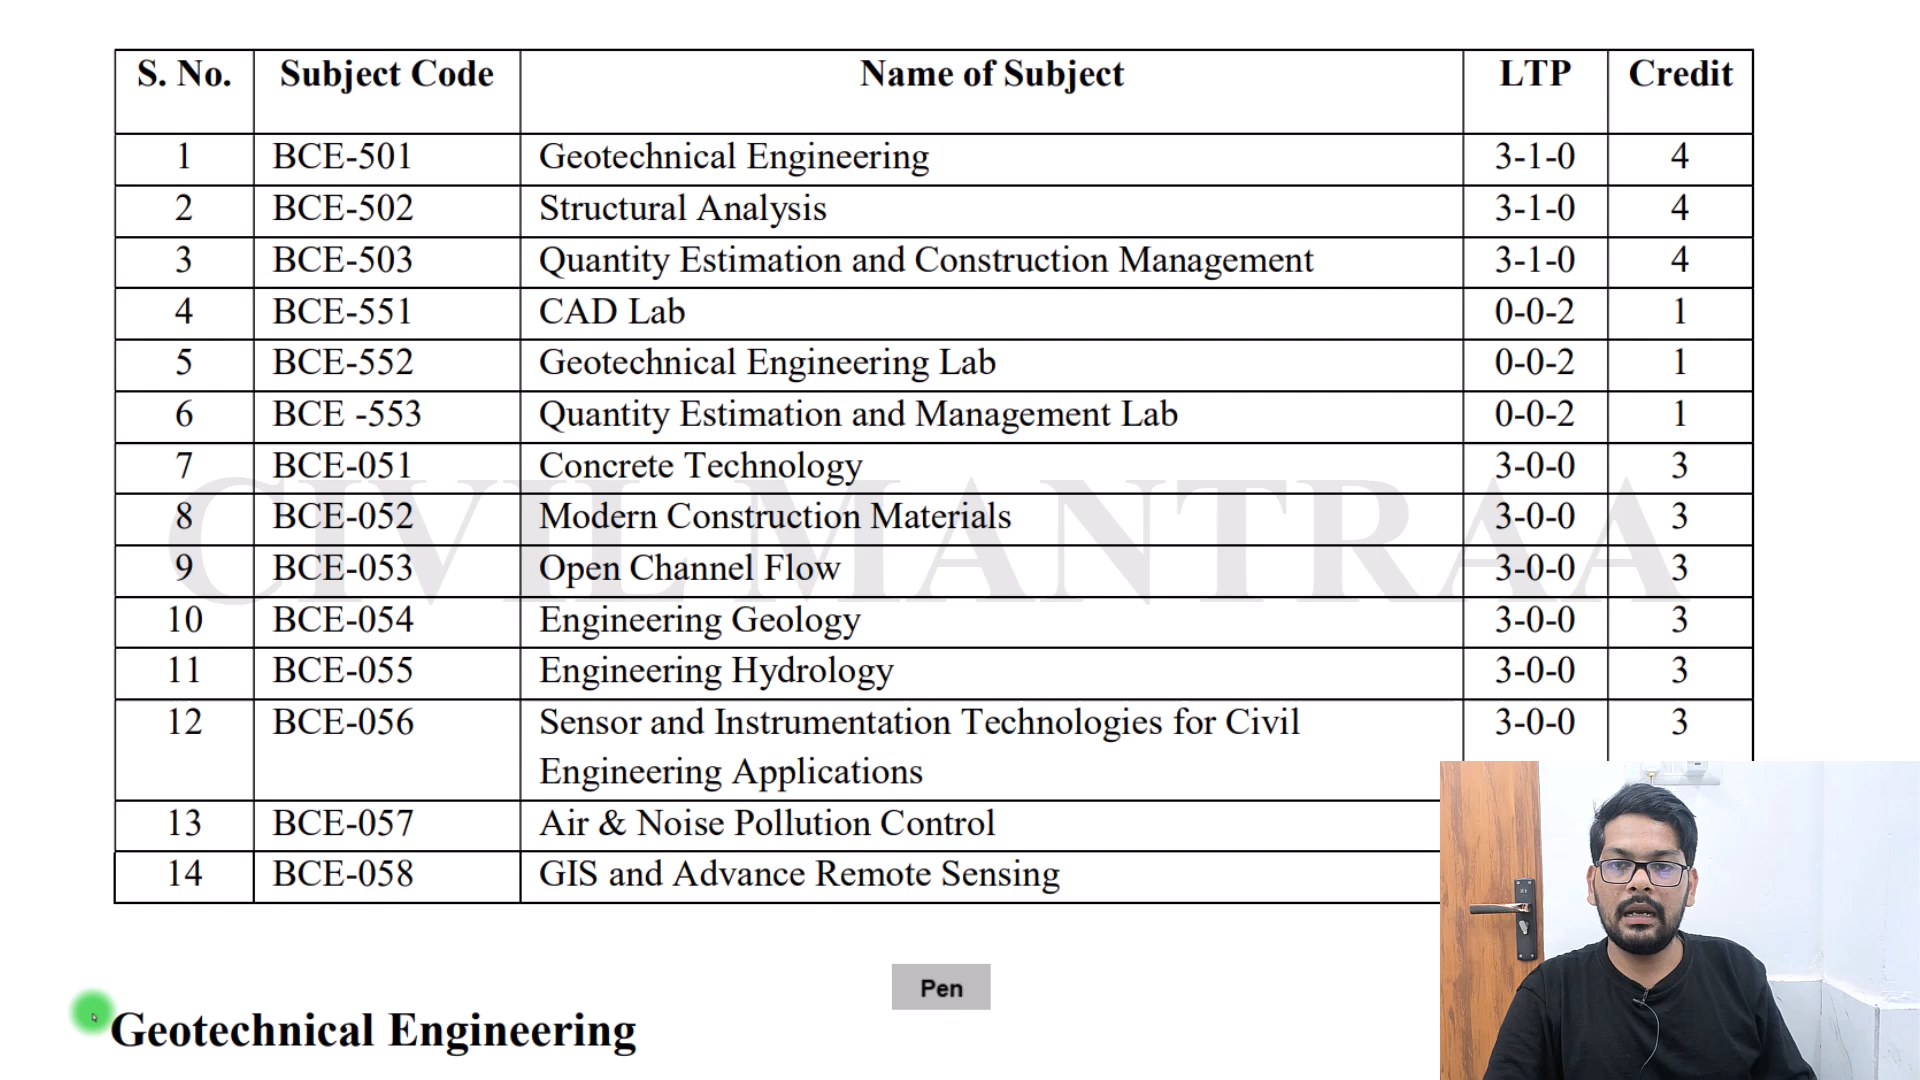 S. No. Subject Code Name of Subject LTP Credit
1 BCE-501 Geotechnical Engineering 3-1-0 4
2 BCE-502 Structural Analysis 3-1-0 4
3 BCE-503 Quantity Estimation and Construction Management 3-1-0 4
4 BCE-551 CAD Lab 0-0-2 1
5 BCE-552 Geotechnical Engineering Lab 0-0-2 1
6 BCE -553 Quantity Estimation and Management Lab 0-0-2 1
7 BCE-051 Concrete Technology 3-0-0 3
8 BCE-052 Modern Construction Materials 3-0-0 3
CIVIL MANTRAA
9 BCE-053 Open Channel Flow 3-0-0 3
10 BCE-054 Engineering Geology 3-0-0 3
11 BCE-055 Engineering Hydrology 3-0-0 3
12 BCE-056 Sensor and Instrumentation Technologies for Civil 3-0-0 3
Engineering Applications
13 BCE-057 Air & Noise Pollution Control
14 BCE-058 GIS and Advance Remote Sensing
Pen
Geotechnical Engineering